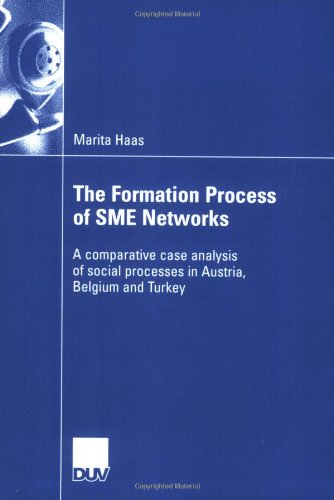 Marita Haas
The Formation Process
of SME Networks
A comparative case analysis
of social processes in Austria,
Belgium and Turkey
DUV